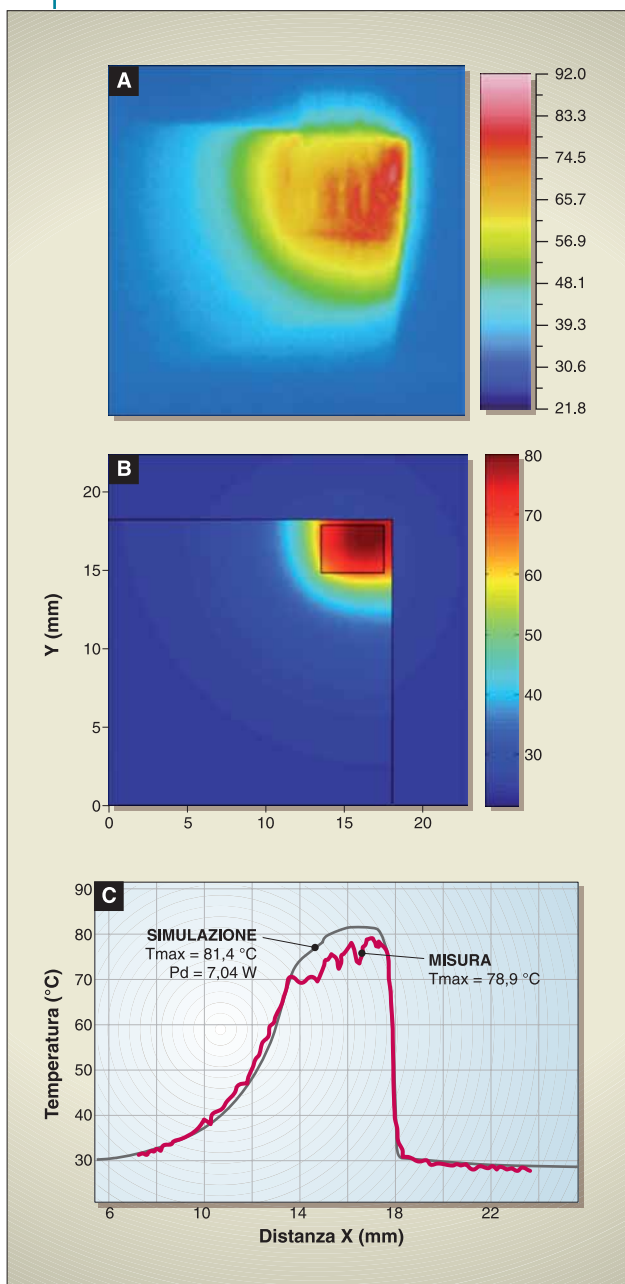 A
92.0
83.3
74.5
65.7
56.9
48.1
39.3
30.6
21.8
B
Y (mm)
20
15
10
5
0
0 5 10 15 20
80
70
60
50
40
30
C
Temperatura (°C)
90
80
70
60
50
40
30
SIMULAZIONE
Tmax = 81,4 °C
Pd = 7,04 W
MISURA
Tmax = 78,9 °C
6 10 14 18 22
Distanza X (mm)